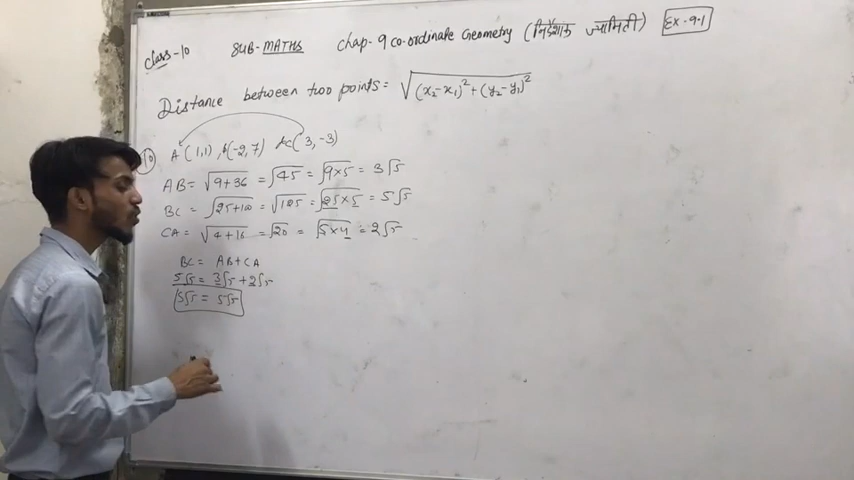 class-10 SUB-MATHS Chap-9 co-ordinate Geometry (निर्देशांक ज्यामिती) Ex-9.1
Distance between two points = √(x₂-x₁)²+(y₂-y₁)²
10 A(1,1), B(-2,7) &C(3,-3)
AB = √9+36 = √45 = √9×5 = 3√5
BC = √25+100 = √125 = √25×5 = 5√5
CA = √4+16 = √20 = √5×4 = 2√5
BC = AB+CA
5√5 = 3√5+2√5
5√5 = 5√5